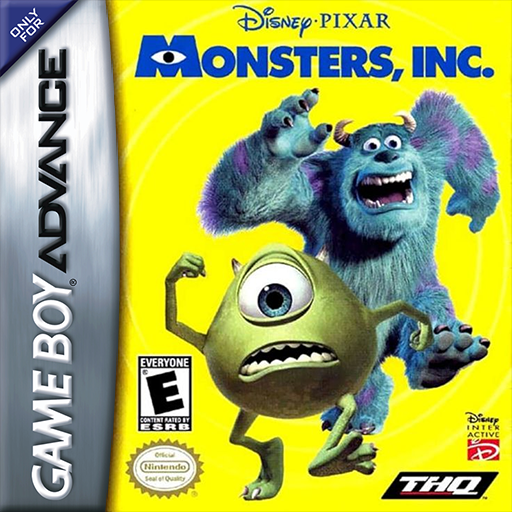 ONLY
FOR
GAME BOY ADVANCE
Disney·PIXAR
MONSTERS, INC.
EVERYONE
E
CONTENT RATED BY
ESRB
Official
Nintendo
Seal of Quality
Disney
INTER
ACTIVE
D
THQ